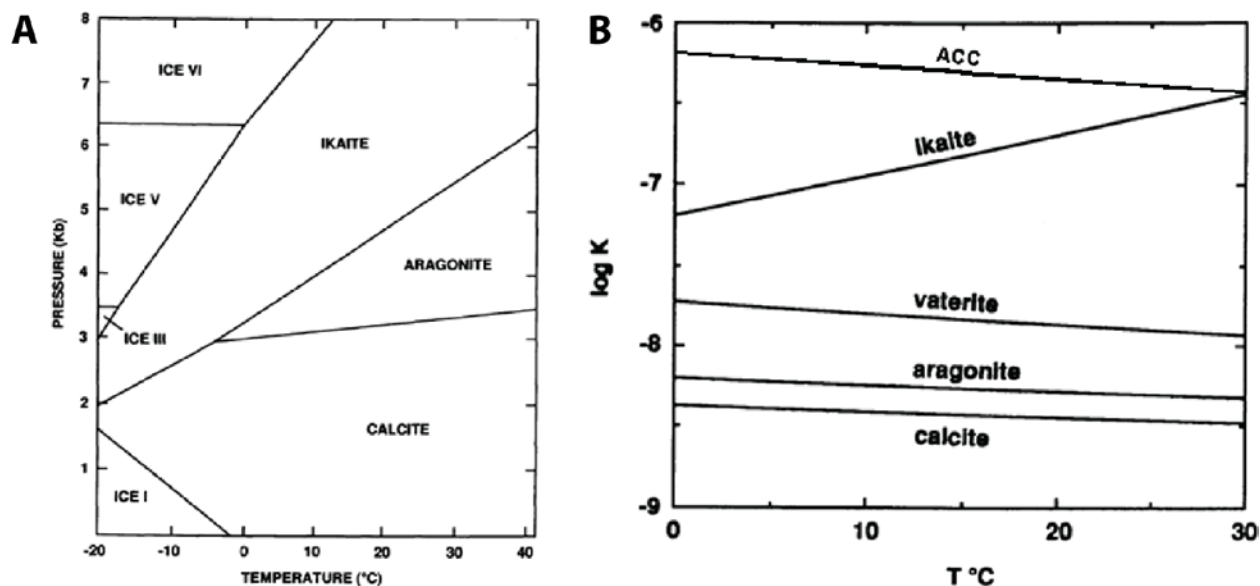 A
8
7
6
5
4
3
2
1
PRESSURE (Kb)
ICE VI
ICE V
ICE III
ICE I
IKAITE
ARAGONITE
CALCITE
-20
-10
0
10
20
30
40
TEMPERATURE (°C)
B
-6
-7
-8
-9
log K
ACC
Ikaite
vaterite
aragonite
calcite
0
10
20
30
T °C